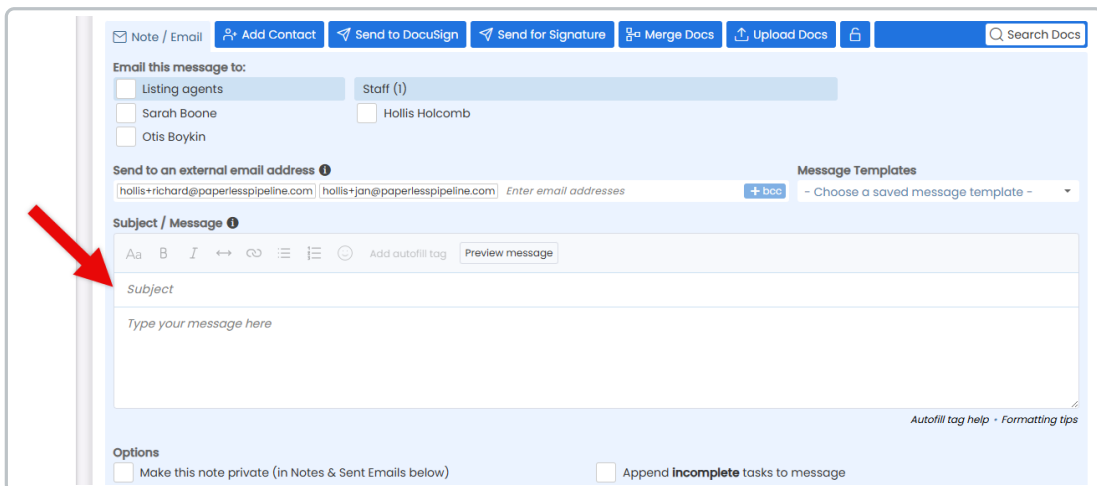 Note / Email Add Contact Send to DocuSign Send for Signature Merge Docs Upload Docs Search Docs
Email this message to:
Listing agents Staff (1)
Sarah Boone Hollis Holcomb
Otis Boykin
Send to an external email address Message Templates
hollis+richard@paperlesspipeline.com hollis+jan@paperlesspipeline.com Enter email addresses + bcc - Choose a saved message template -
Subject / Message
Aa B I Add autofill tag Preview message
Subject
Type your message here
Autofill tag help • Formatting tips
Options
Make this note private (in Notes & Sent Emails below) Append incomplete tasks to message